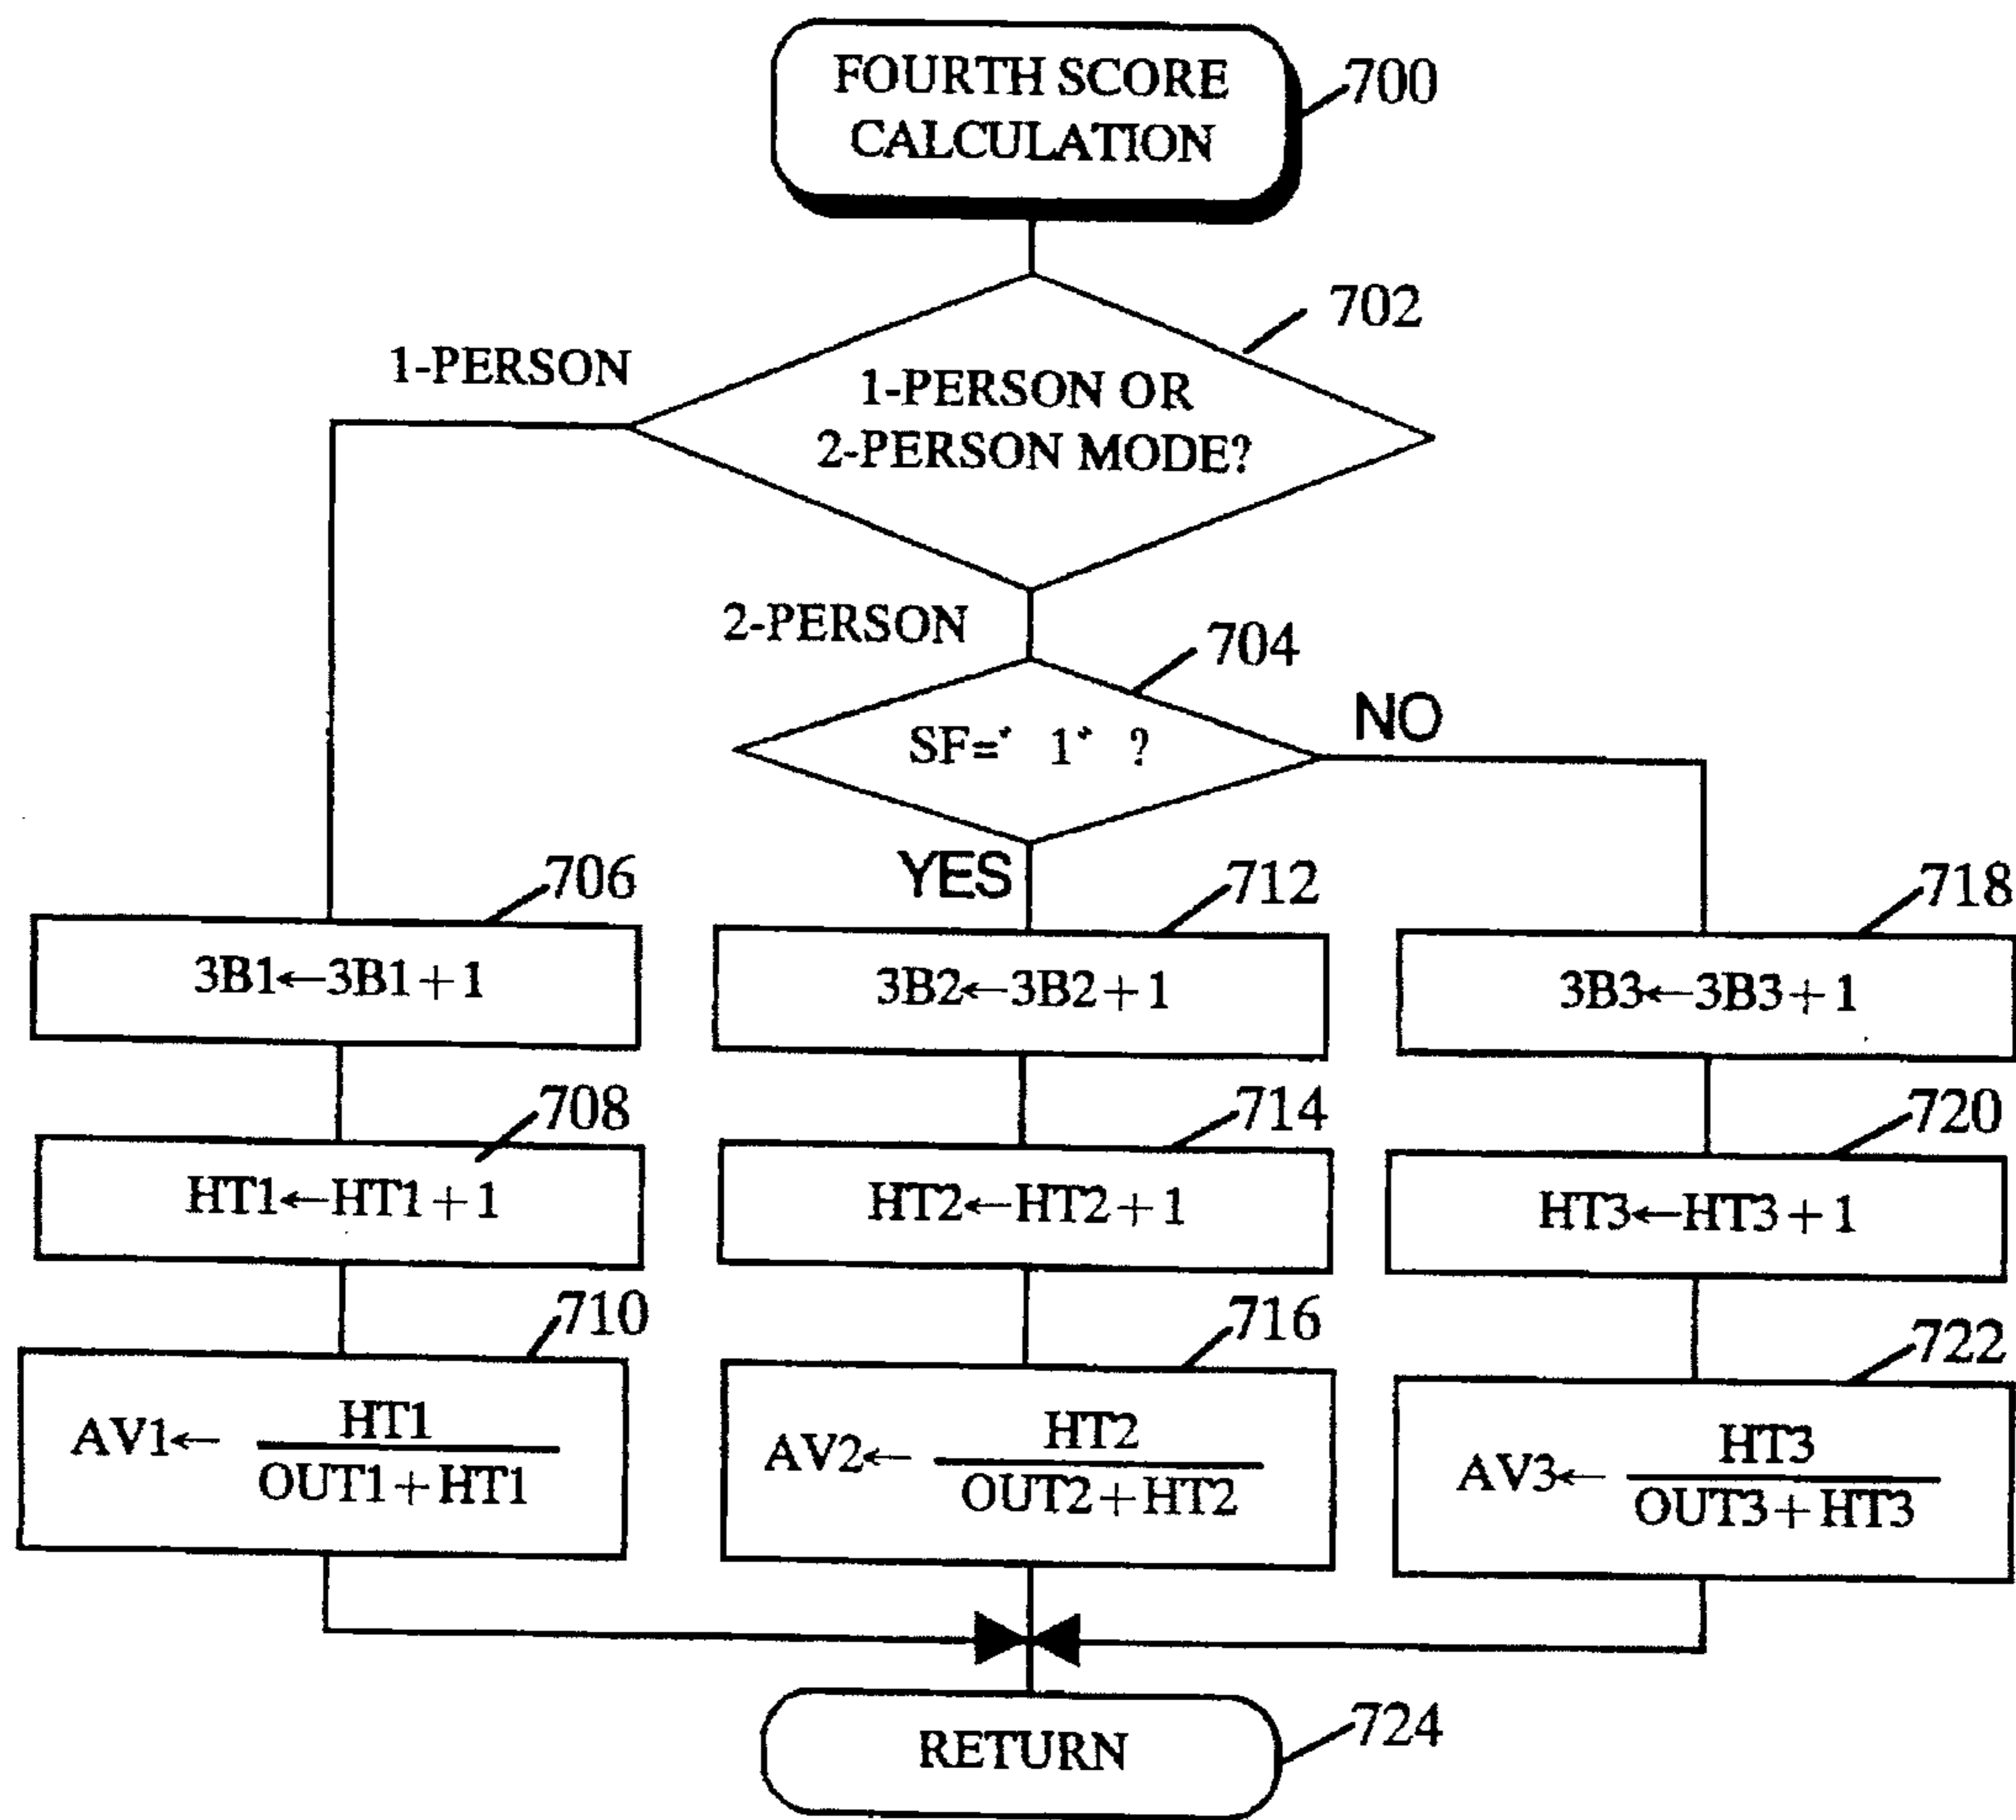 FOURTH SCORE
CALCULATION
700
702
1-PERSON
1-PERSON OR
2-PERSON MODE?
2-PERSON
704
SF=' 1' ?
NO
YES
706
3B1←3B1+1
712
3B2←3B2+1
718
3B3←3B3+1
708
HT1←HT1+1
714
HT2←HT2+1
720
HT3←HT3+1
710
AV1← HT1
OUT1+HT1
716
AV2← HT2
OUT2+HT2
722
AV3← HT3
OUT3+HT3
RETURN
724